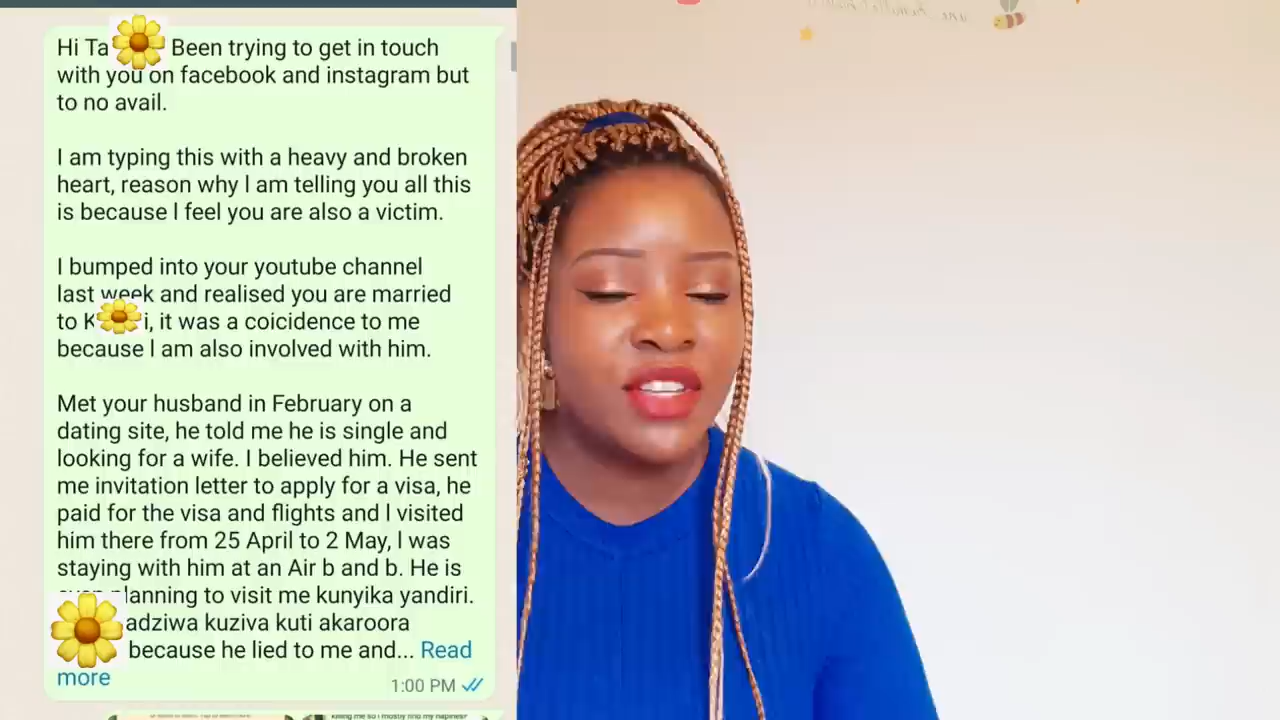 Hi Ta Been trying to get in touch
with you on facebook and instagram but
to no avail.
I am typing this with a heavy and broken
heart, reason why I am telling you all this
is because I feel you are also a victim.
I bumped into your youtube channel
last week and realised you are married
to K i, it was a coicidence to me
because I am also involved with him.
Met your husband in February on a
dating site, he told me he is single and
looking for a wife. I believed him. He sent
me invitation letter to apply for a visa, he
paid for the visa and flights and I visited
him there from 25 April to 2 May, I was
staying with him at an Air b and b. He is
even planning to visit me kunyika yandiri.
adziwa kuziva kuti akaroora
because he lied to me and... Read
more
1:00 PM